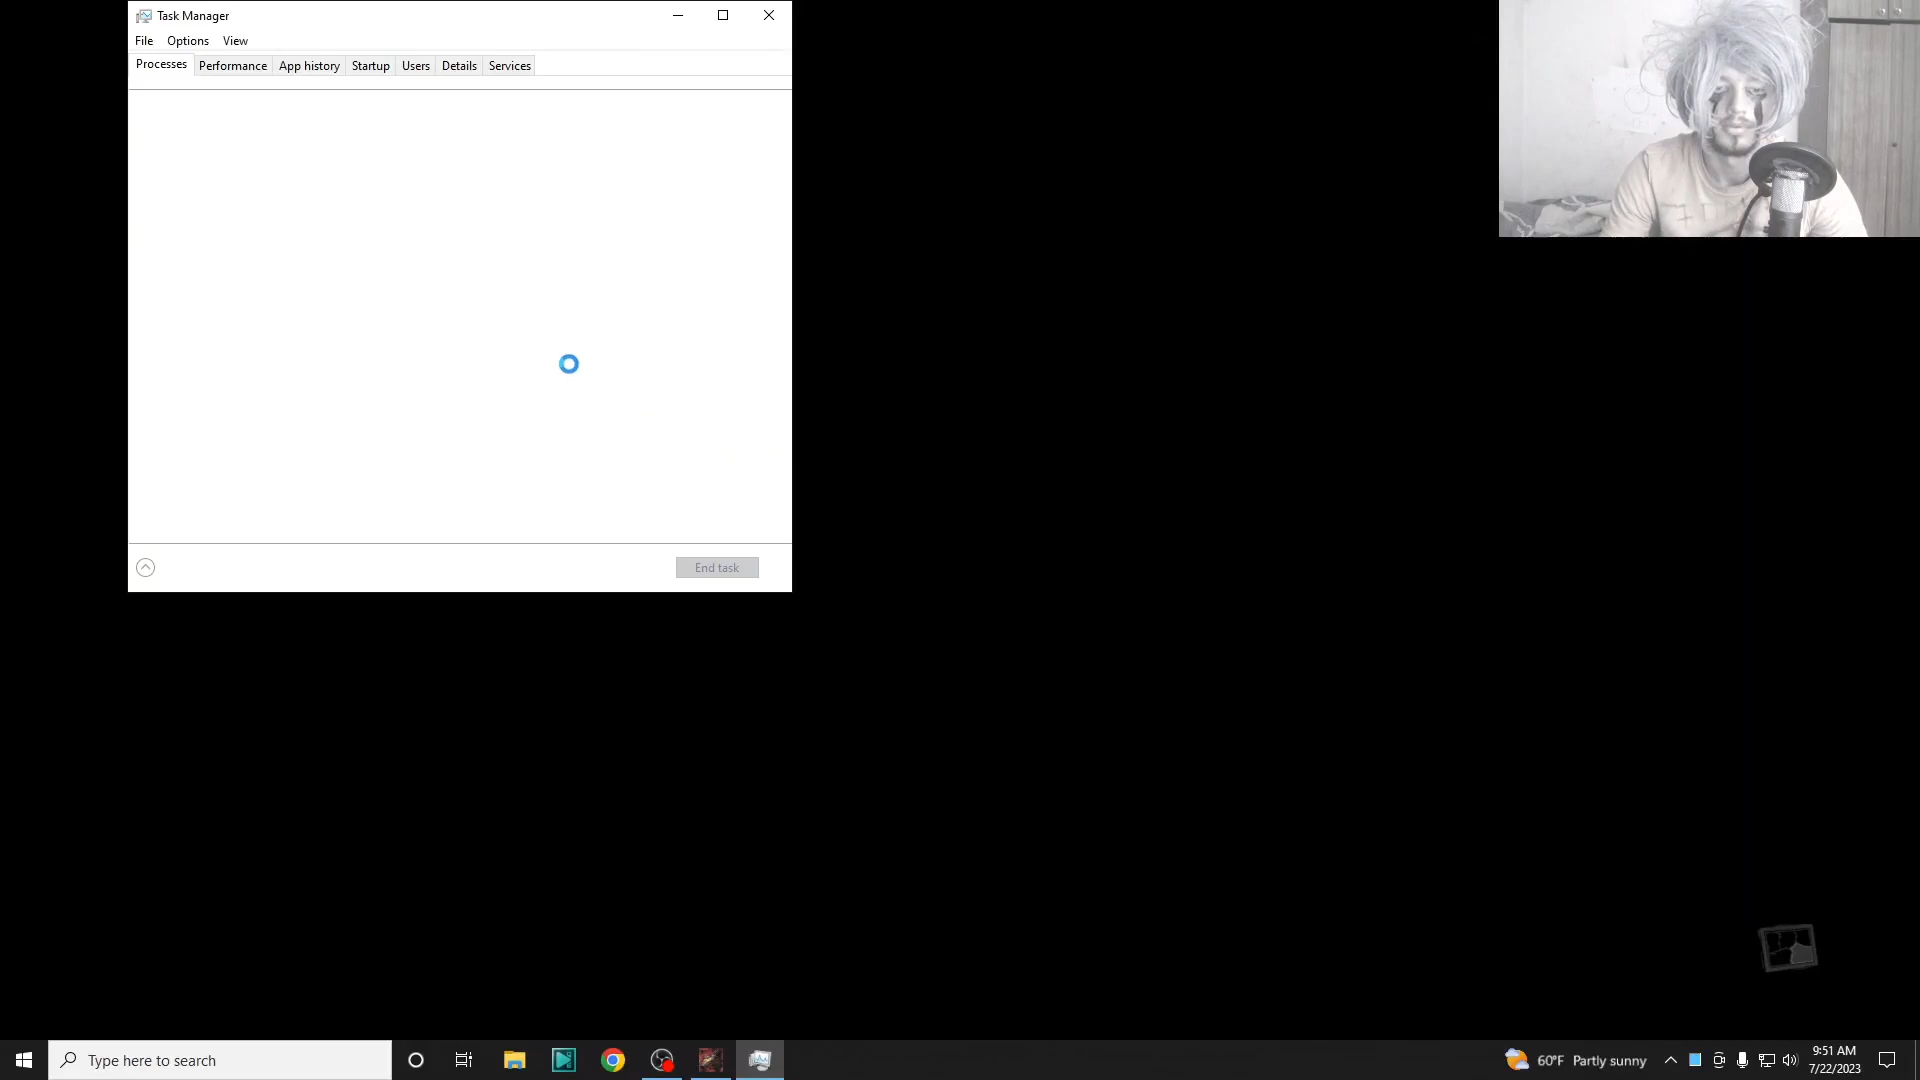 Task Manager
File Options View
Processes Performance App history Startup Users Details Services
End task
Type here to search
60°F Partly sunny
9:51 AM
7/22/2023